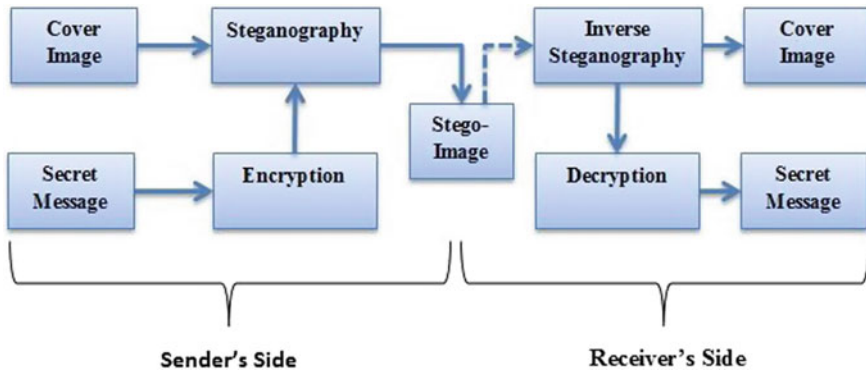 Cover
Image
Steganography
Inverse
Steganography
Cover
Image
Stego-
Image
Secret
Message
Encryption
Decryption
Secret
Message
Sender's Side
Receiver's Side